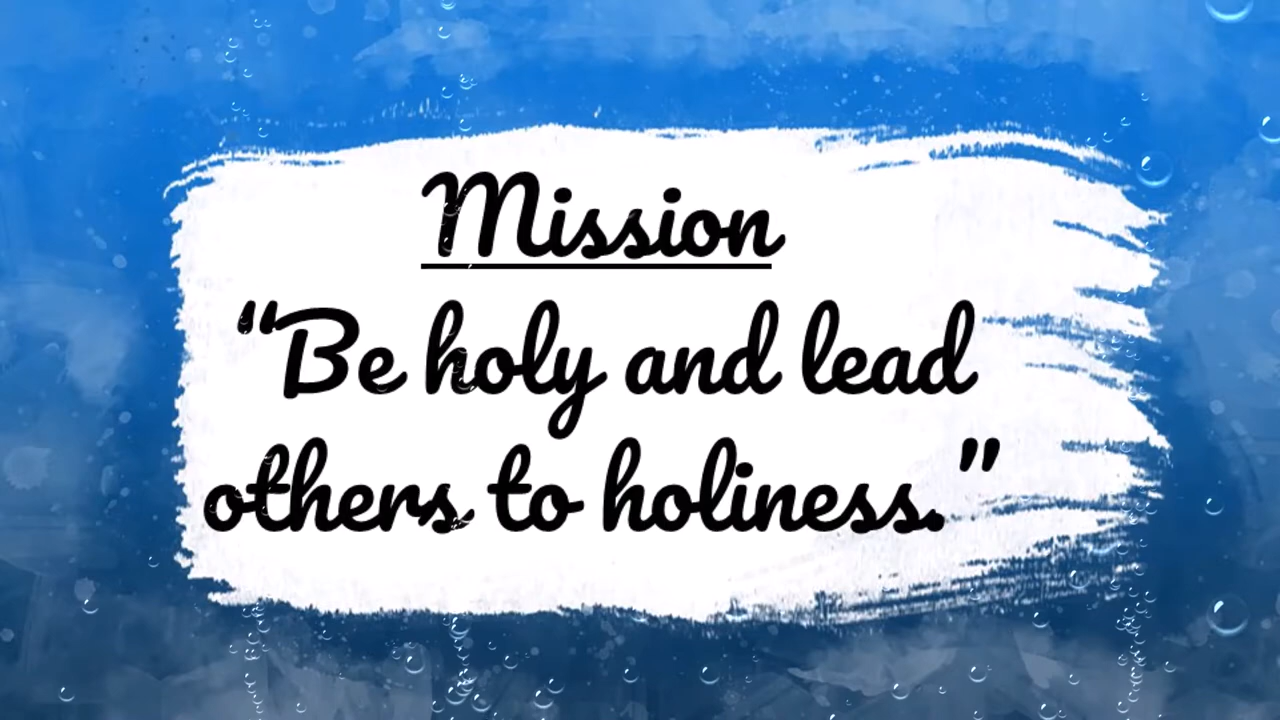 Mission
“Be holy and lead
others to holiness.”